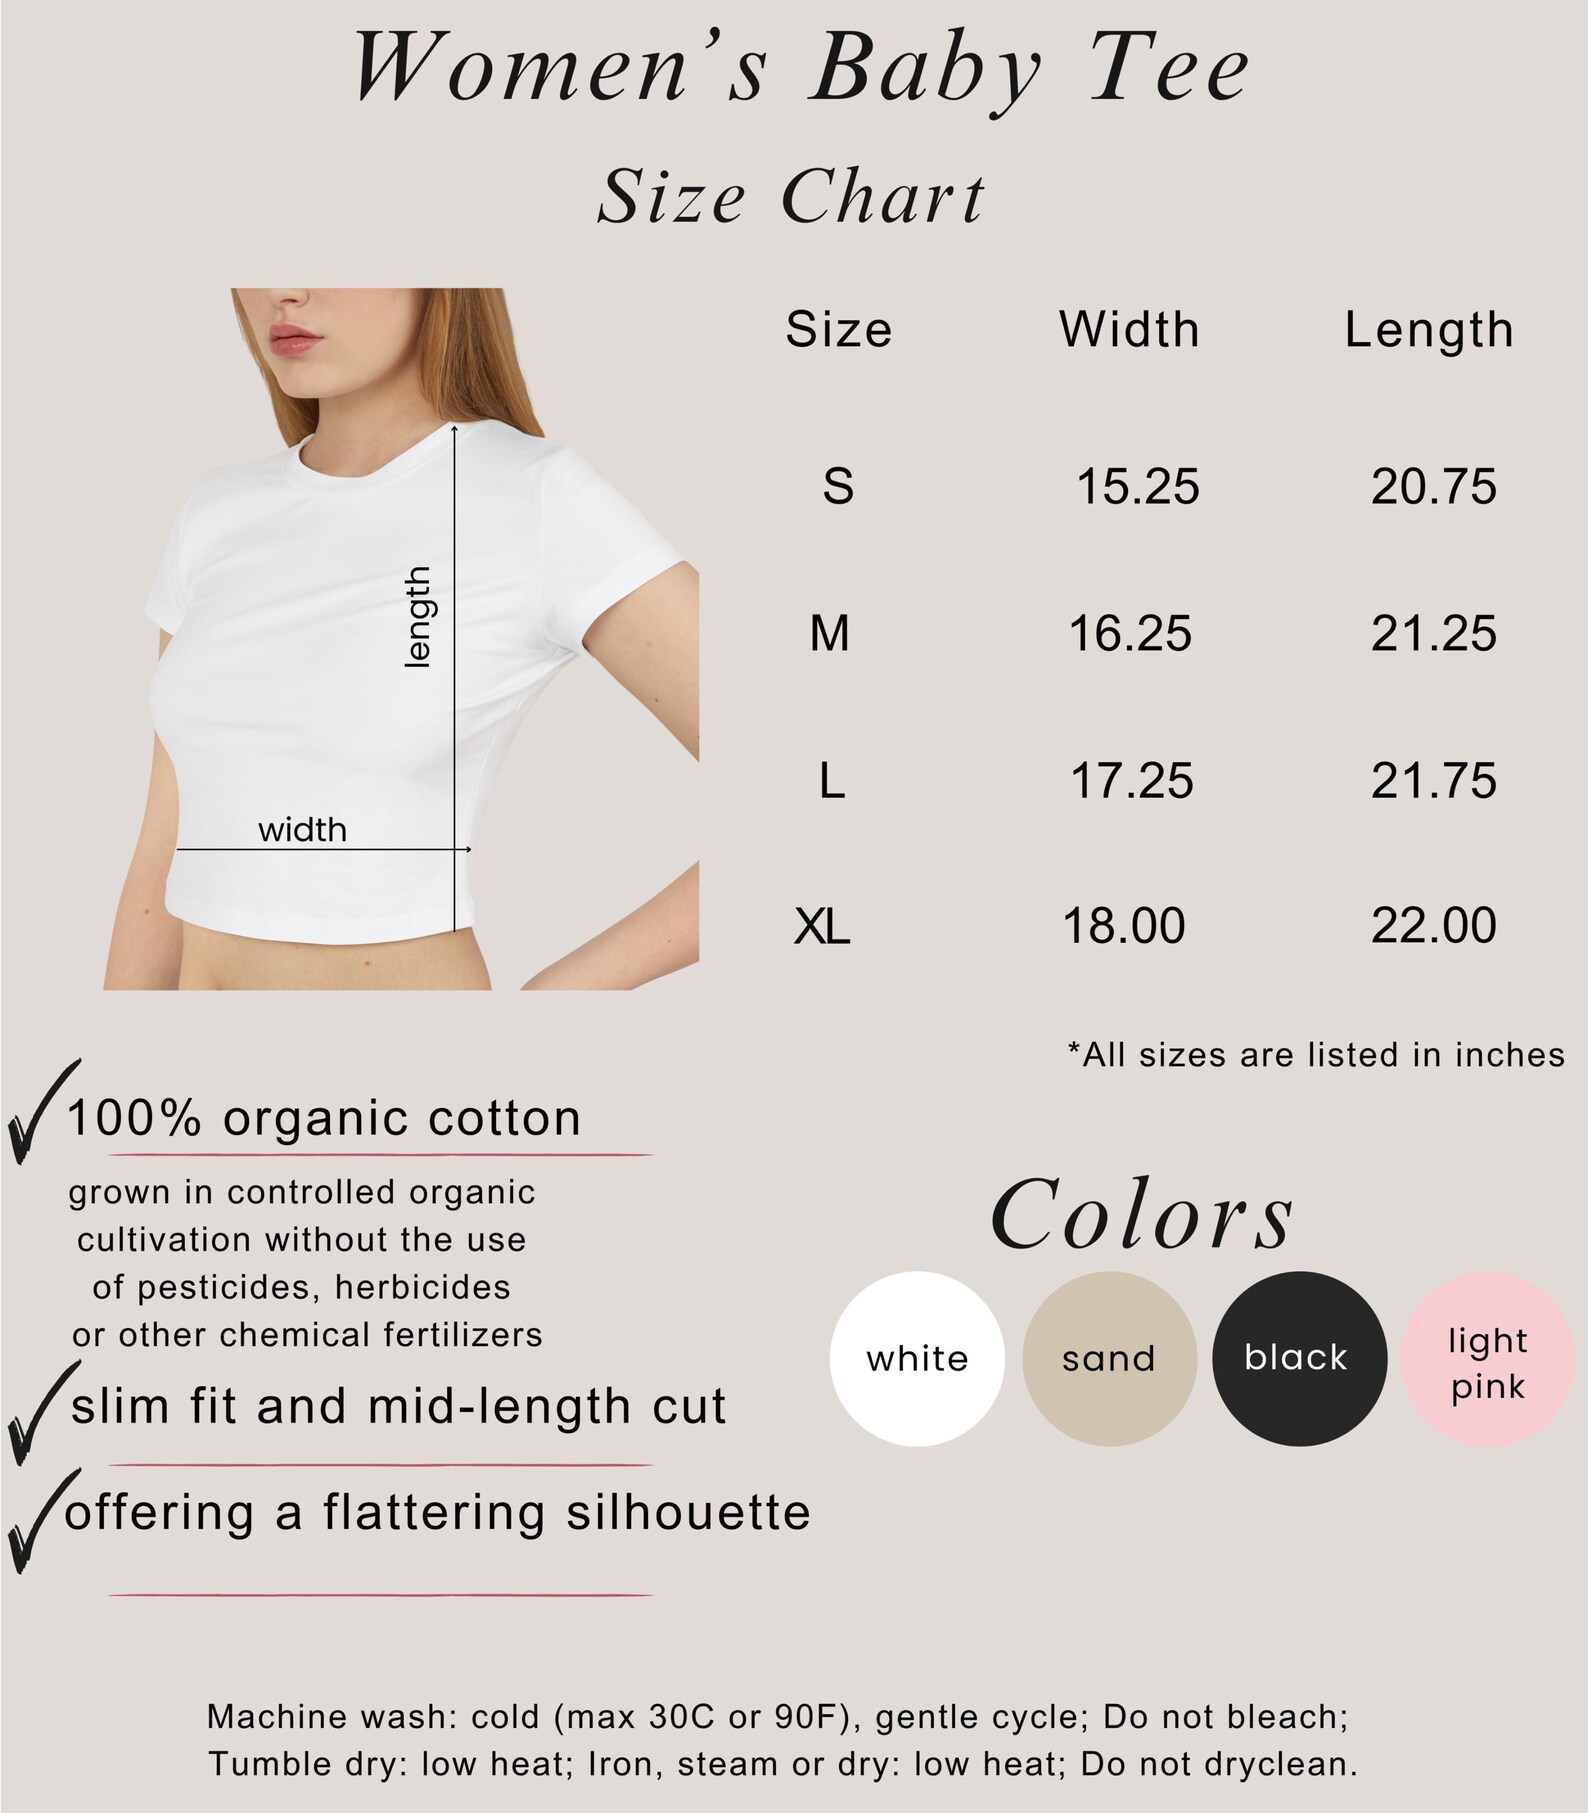 Women's Baby Tee
Size Chart
Size Width Length
S 15.25 20.75
M 16.25 21.25
L 17.25 21.75
XL 18.00 22.00
*All sizes are listed in inches
length
width
100% organic cotton
grown in controlled organic
cultivation without the use
of pesticides, herbicides
or other chemical fertilizers
slim fit and mid-length cut
offering a flattering silhouette
Colors
white
sand
black
light
pink
Machine wash: cold (max 30C or 90F), gentle cycle; Do not bleach;
Tumble dry: low heat; Iron, steam or dry: low heat; Do not dryclean.